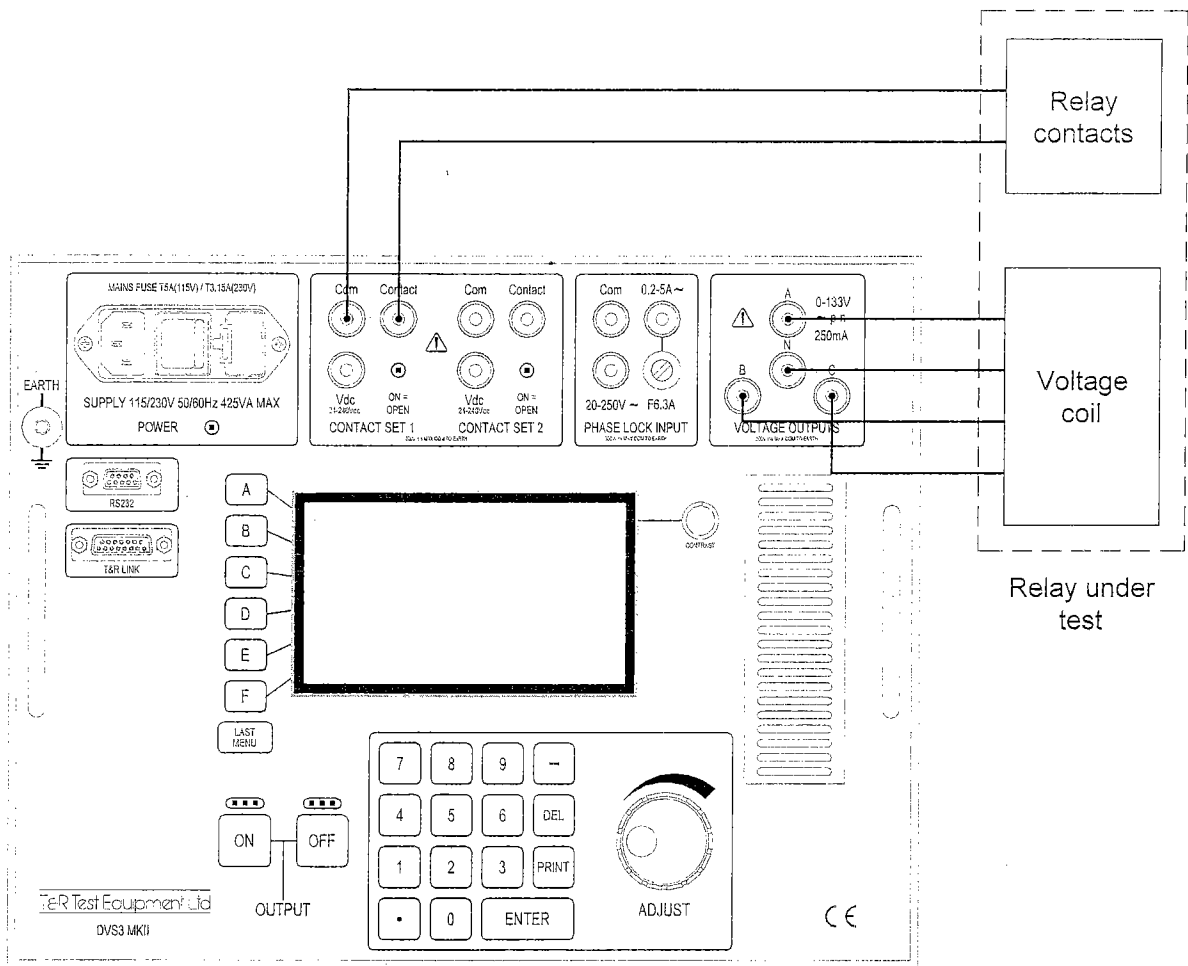 Relay
contacts
MAINS FUSE T5A(115V) / T3.15A(230V)
EARTH
SUPPLY 115/230V 50/60Hz 425VA MAX
POWER
Com
Contact
Com
Contact
Vdc
24-240Vdc
ON =
OPEN
Vdc
24-240Vdc
ON =
OPEN
CONTACT SET 1
CONTACT SET 2
Com
0.2-5A~
20-250V ~
F6.3A
PHASE LOCK INPUT
A
0-133V
~ p-n
250mA
N
B
C
VOLTAGE OUTPUTS
Voltage
coil
Relay under
test
RS232
T&R LINK
A
B
C
D
E
F
LAST
MENU
CONTRAST
ON
OFF
OUTPUT
7
8
9
—
4
5
6
DEL
1
2
3
PRINT
•
0
ENTER
ADJUST
T&R Test Equipment Ltd
DVS3 MKII
CE